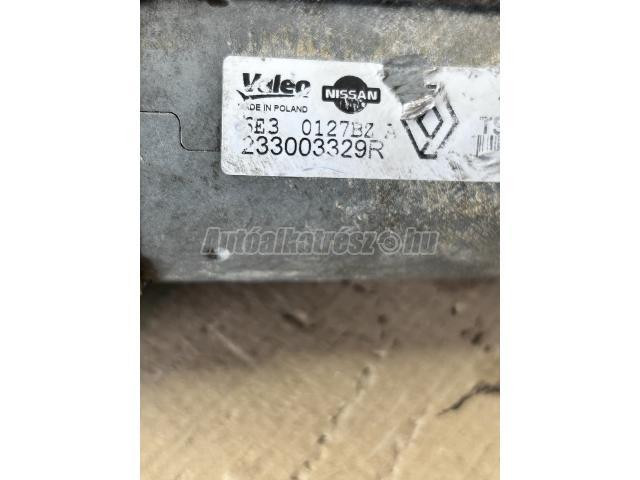 Valeo NISSAN
MADE IN POLAND
0127BZ A
233003329R
Autóalkatrész.hu